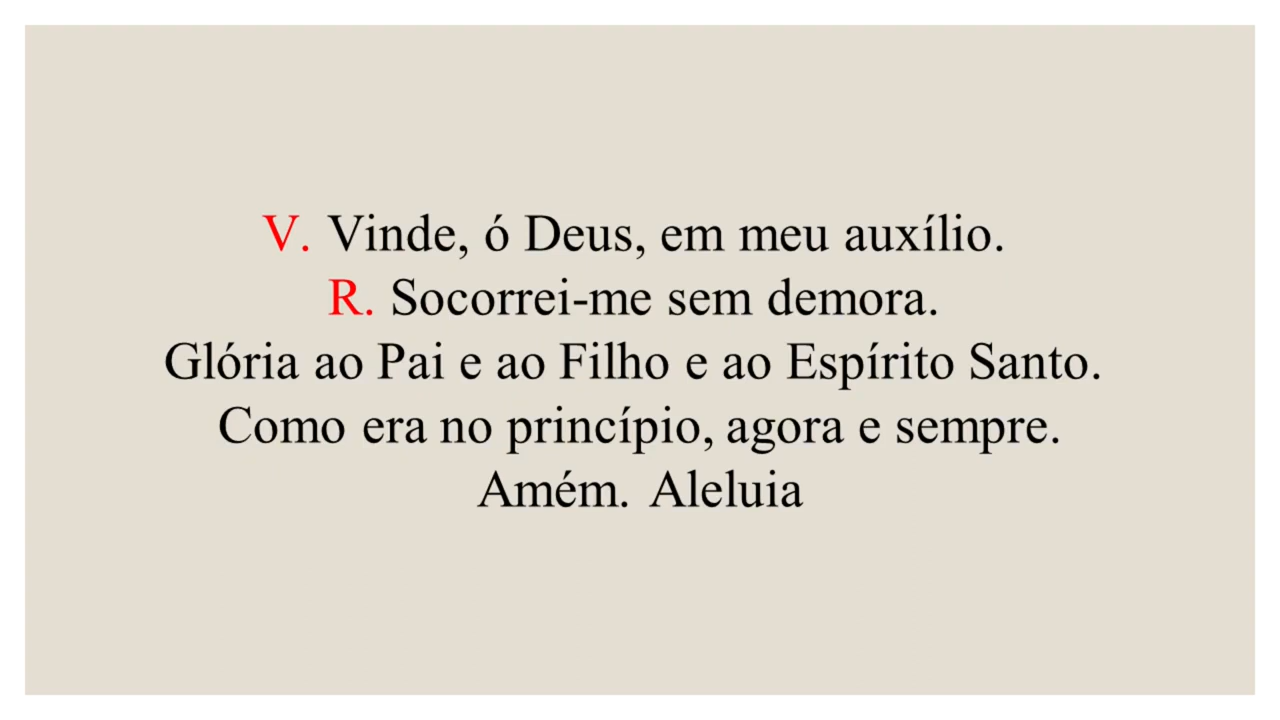 V. Vinde, ó Deus, em meu auxílio.
R. Socorrei-me sem demora.
Glória ao Pai e ao Filho e ao Espírito Santo.
Como era no princípio, agora e sempre.
Amém. Aleluia